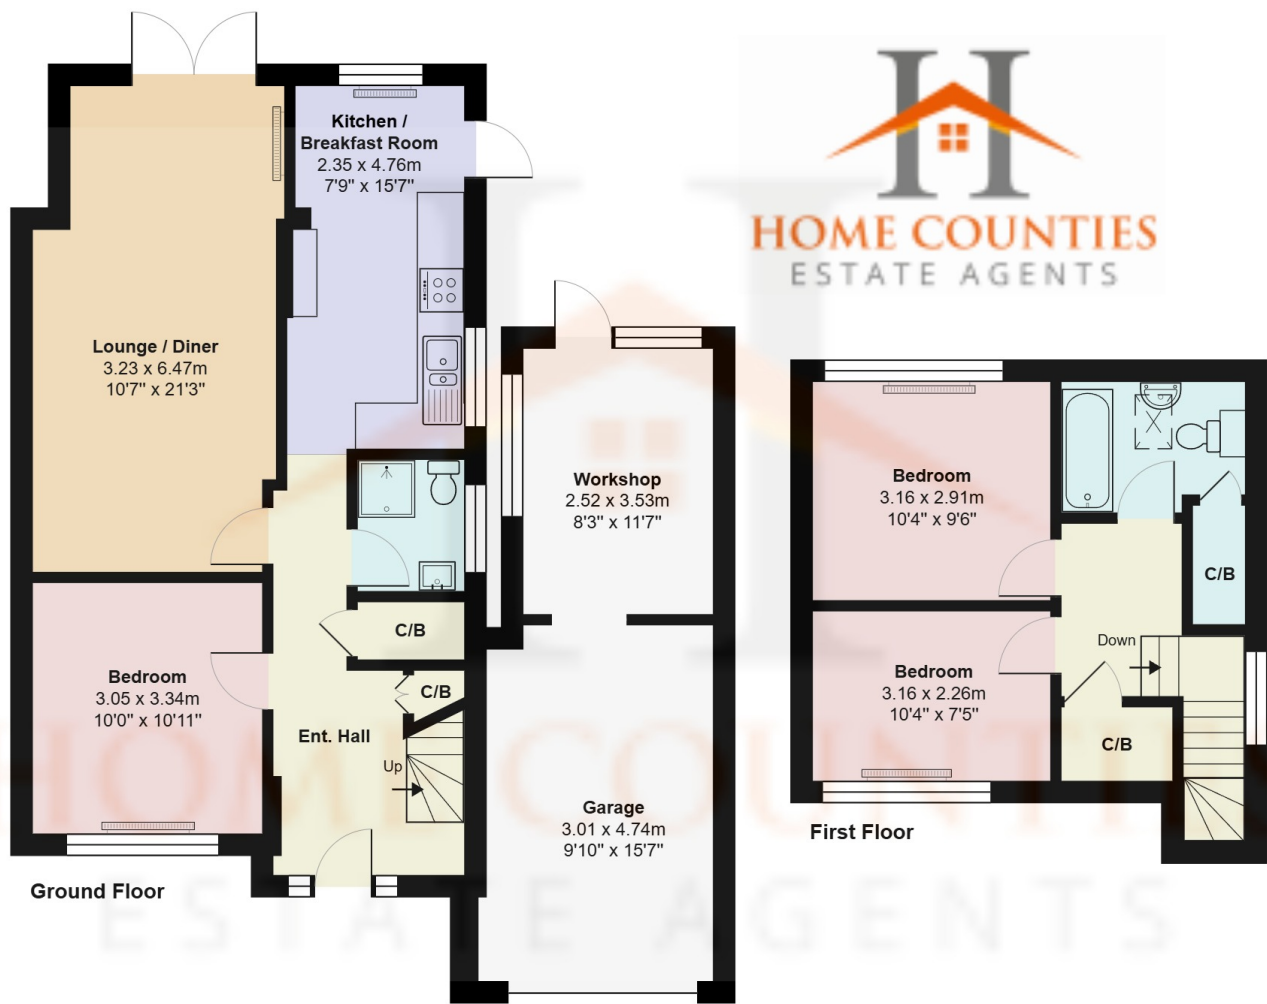 Kitchen /
Breakfast Room
2.35 x 4.76m
7'9" x 15'7"
HOME COUNTIES
ESTATE AGENTS
Lounge / Diner
3.23 x 6.47m
10'7" x 21'3"
Workshop
2.52 x 3.53m
8'3" x 11'7"
Bedroom
3.16 x 2.91m
10'4" x 9'6"
C/B
C/B
Down
Bedroom
3.05 x 3.34m
10'0" x 10'11"
C/B
Bedroom
3.16 x 2.26m
10'4" x 7'5"
Ent. Hall
Up
C/B
Garage
3.01 x 4.74m
9'10" x 15'7"
First Floor
Ground Floor
HOME COUNTIES
ESTATE AGENTS